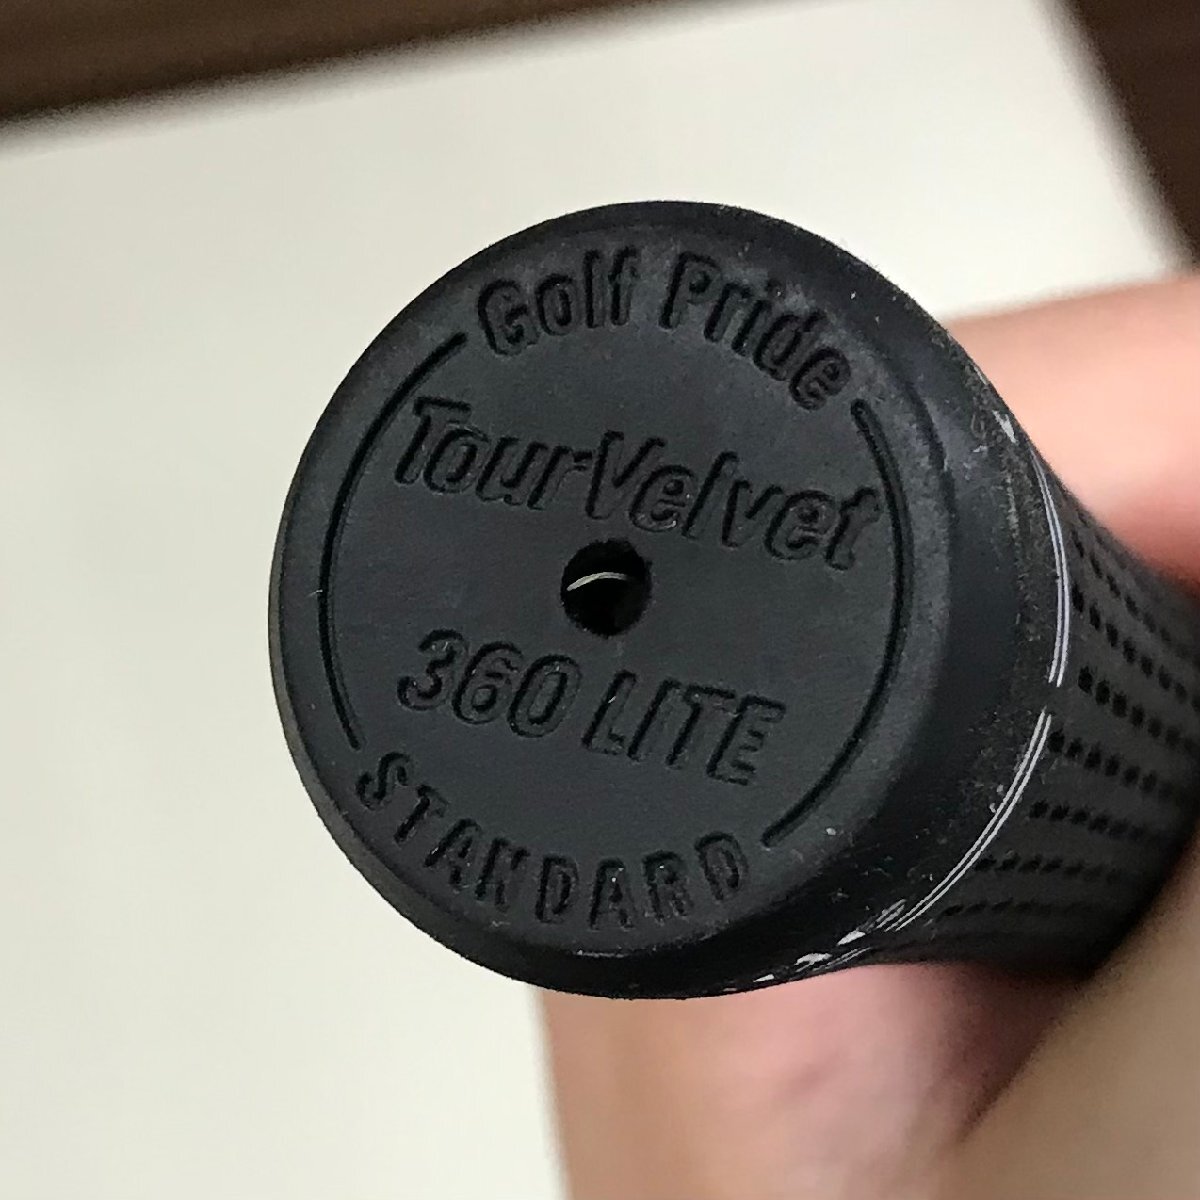 Golf Pride
TourVelvet
360 LITE
STANDARD